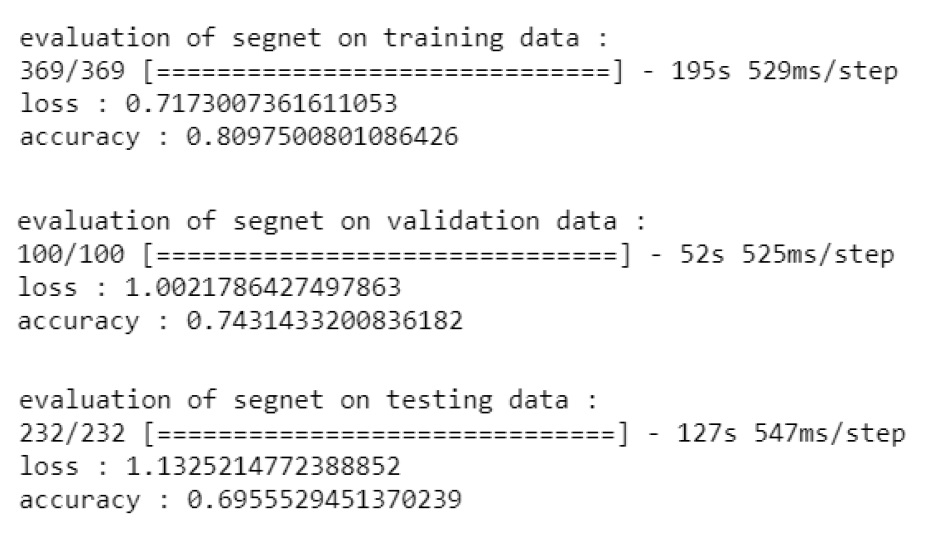 evaluation of segnet on training data :
369/369 [==============================] - 195s 529ms/step
loss : 0.7173007361611053
accuracy : 0.8097500801086426
evaluation of segnet on validation data :
100/100 [==============================] - 52s 525ms/step
loss : 1.0021786427497863
accuracy : 0.7431433200836182
evaluation of segnet on testing data :
232/232 [==============================] - 127s 547ms/step
loss : 1.1325214772388852
accuracy : 0.6955529451370239